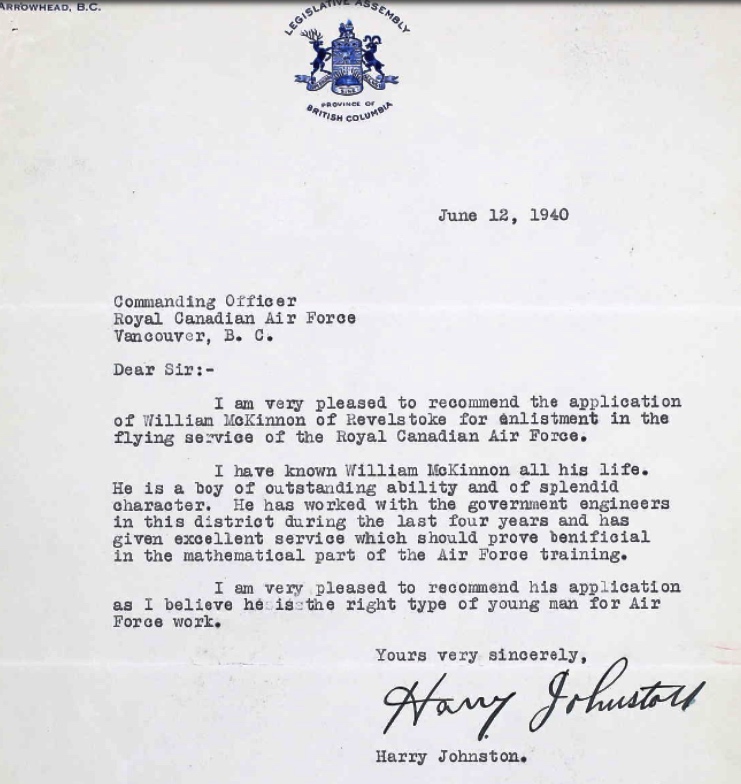 ARROWHEAD, B.C.
LEGISLATIVE ASSEMBLY
PROVINCE OF
BRITISH COLUMBIA
June 12, 1940
Commanding Officer
Royal Canadian Air Force
Vancouver, B. C.
Dear Sir:-
I am very pleased to recommend the application
of William McKinnon of Revelstoke for enlistment in the
flying service of the Royal Canadian Air Force.
I have known William McKinnon all his life.
He is a boy of outstanding ability and of splendid
character. He has worked with the government engineers
in this district during the last four years and has
given excellent service which should prove benificial
in the mathematical part of the Air Force training.
I am very pleased to recommend his application
as I believe he is the right type of young man for Air
Force work.
Yours very sincerely,
Harry Johnston
Harry Johnston.